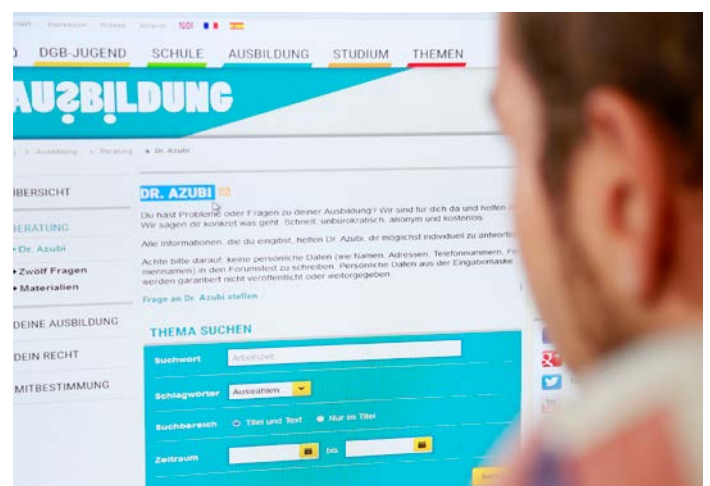 Impressum Presse Intranet
DGB-JUGEND SCHULE AUSBILDUNG STUDIUM THEMEN
AUSBILDUNG
> Ausbildung > Beratung ▸ Dr. Azubi
DR. AZUBI
Du hast Probleme oder Fragen zu deiner Ausbildung? Wir sind für dich da und helfen
Wir sagen dir konkret was geht. Schnell, unbürokratisch, anonym und kostenlos.
Alle Informationen, die du eingibst, helfen Dr. Azubi, dir möglichst individuell zu antworten
Achte bitte darauf, keine persönliche Daten (wie Namen, Adressen, Telefonnummern,
mennamen) in den Forumstext zu schreiben. Persönliche Daten aus der Eingabemaske
werden garantiert nicht veröffentlicht oder weitergegeben.
Frage an Dr. Azubi stellen
BERSICHT
BERATUNG
▸Dr. Azubi
▸Zwölf Fragen
▸Materialien
DEINE AUSBILDUNG
DEIN RECHT
MITBESTIMMUNG
THEMA SUCHEN
Suchwort Arbeitszeit
Schlagwörter Auswählen ...
Suchbereich Titel und Text Nur im Titel
Zeitraum bis